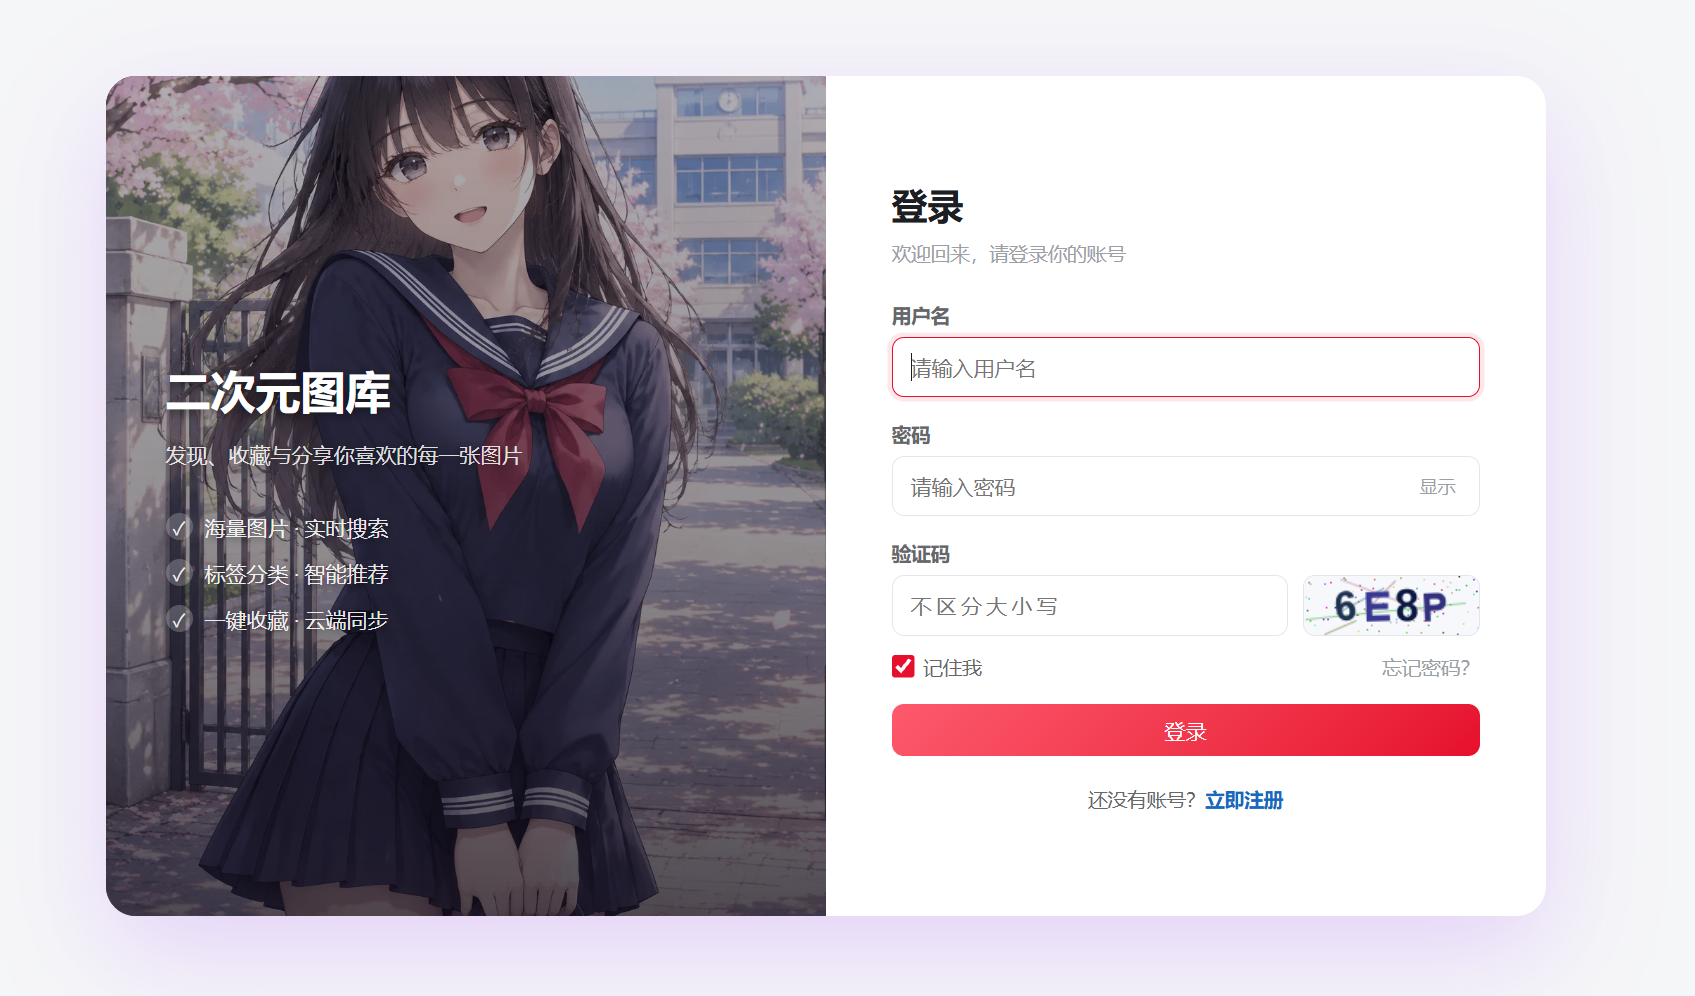 二次元图库
发现、收藏与分享你喜欢的每一张图片
✓ 海量图片 · 实时搜索
✓ 标签分类 · 智能推荐
✓ 一键收藏 · 云端同步
登录
欢迎回来，请登录你的账号
用户名
请输入用户名
密码
请输入密码 显示
验证码
不区分大小写 6E8P
记住我 忘记密码?
登录
还没有账号? 立即注册